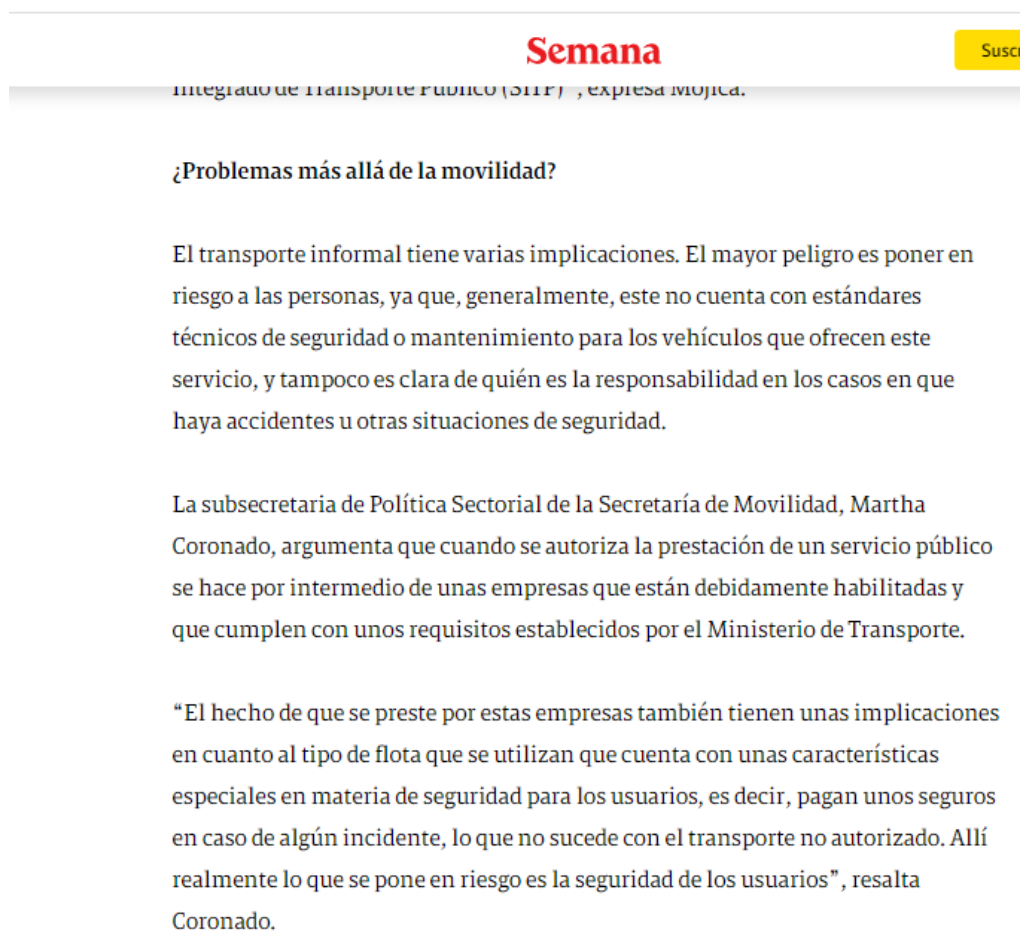 Semana
Suscr
Integrado de Transporte Público (SITP)”, expresa Mojica.
¿Problemas más allá de la movilidad?
El transporte informal tiene varias implicaciones. El mayor peligro es poner en
riesgo a las personas, ya que, generalmente, este no cuenta con estándares
técnicos de seguridad o mantenimiento para los vehículos que ofrecen este
servicio, y tampoco es clara de quién es la responsabilidad en los casos en que
haya accidentes u otras situaciones de seguridad.
La subsecretaria de Política Sectorial de la Secretaría de Movilidad, Martha
Coronado, argumenta que cuando se autoriza la prestación de un servicio público
se hace por intermedio de unas empresas que están debidamente habilitadas y
que cumplen con unos requisitos establecidos por el Ministerio de Transporte.
“El hecho de que se preste por estas empresas también tienen unas implicaciones
en cuanto al tipo de flota que se utilizan que cuenta con unas características
especiales en materia de seguridad para los usuarios, es decir, pagan unos seguros
en caso de algún incidente, lo que no sucede con el transporte no autorizado. Allí
realmente lo que se pone en riesgo es la seguridad de los usuarios”, resalta
Coronado.